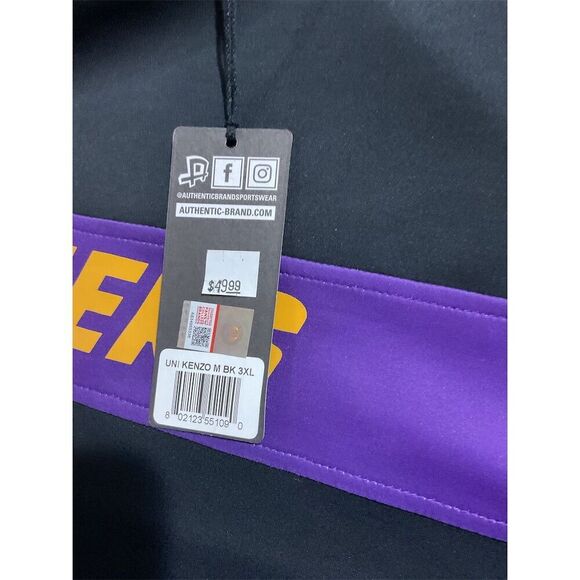 f
@AUTHENTICBRANDSPORTSWEAR
AUTHENTIC-BRAND.COM
$49.99
UNI KENZO M BK 3XL
8 02123 55109 0